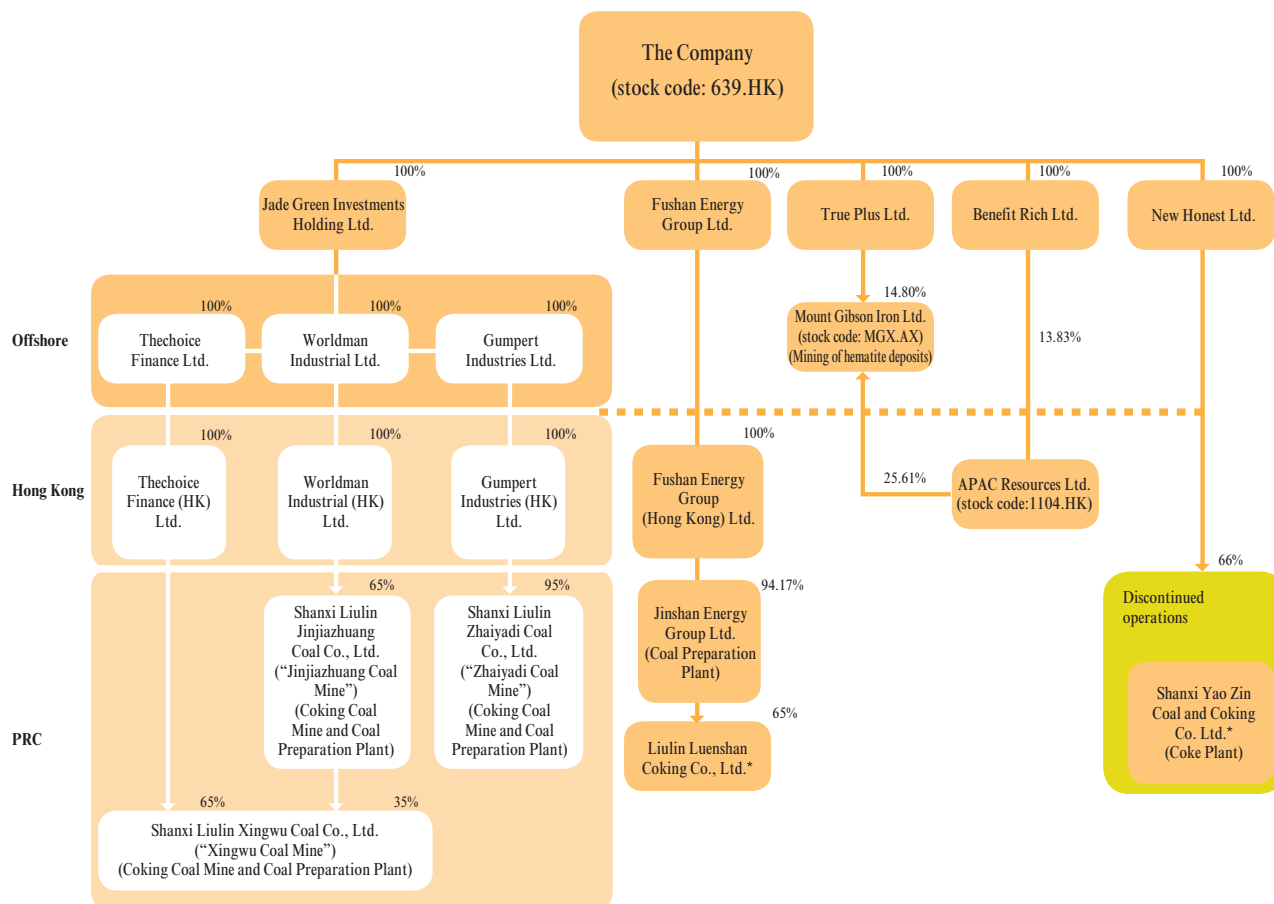 The Company
(stock code: 639.HK)
100%
100%
100%
100%
100%
Jade Green Investments
Holding Ltd.
Fushan Energy
Group Ltd.
True Plus Ltd.
Benefit Rich Ltd.
New Honest Ltd.
Offshore
100%
100%
100%
Thechoice
Finance Ltd.
Worldman
Industrial Ltd.
Gumpert
Industries Ltd.
14.80%
Mount Gibson Iron Ltd.
(stock code: MGX.AX)
(Mining of hematite deposits)
13.83%
Hong Kong
100%
100%
100%
100%
Thechoice
Finance (HK)
Ltd.
Worldman
Industrial (HK)
Ltd.
Gumpert
Industries (HK)
Ltd.
Fushan Energy
Group
(Hong Kong) Ltd.
25.61%
APAC Resources Ltd.
(stock code:1104.HK)
PRC
65%
95%
94.17%
66%
Shanxi Liulin
Jinjiazhuang
Coal Co., Ltd.
(“Jinjiazhuang Coal
Mine”)
(Coking Coal
Mine and Coal
Preparation Plant)
Shanxi Liulin
Zhaiyadi Coal
Co., Ltd.
(“Zhaiyadi Coal
Mine”)
(Coking Coal
Mine and Coal
Preparation Plant)
Jinshan Energy
Group Ltd.
(Coal Preparation
Plant)
65%
Liulin Luenshan
Coking Co., Ltd.*
Discontinued
operations
Shanxi Yao Zin
Coal and Coking
Co. Ltd.*
(Coke Plant)
65%
35%
Shanxi Liulin Xingwu Coal Co., Ltd.
(“Xingwu Coal Mine”)
(Coking Coal Mine and Coal Preparation Plant)